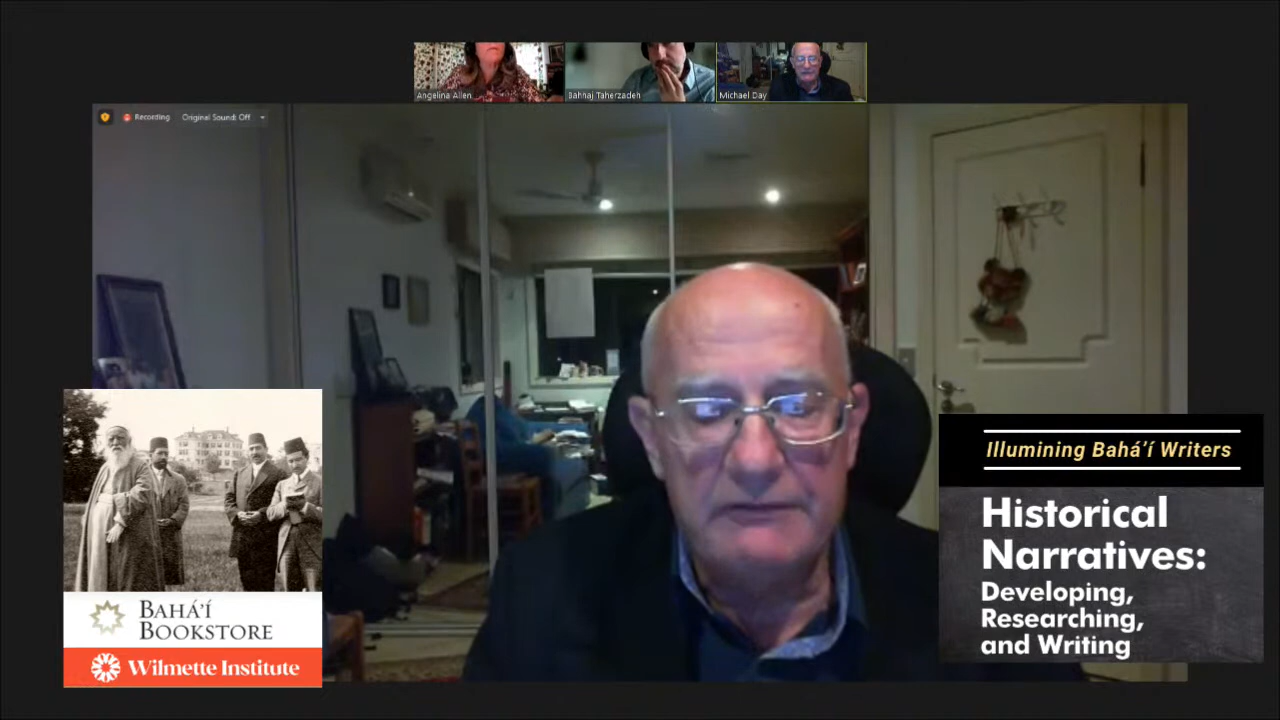 Angelina Allen
Bahhaj Taherzadeh
Michael Day
Recording
Original Sound: Off
Illumining Bahá'í Writers
Historical
Narratives:
Developing,
Researching,
and Writing
BAHÁ'Í
BOOKSTORE
Wilmette Institute